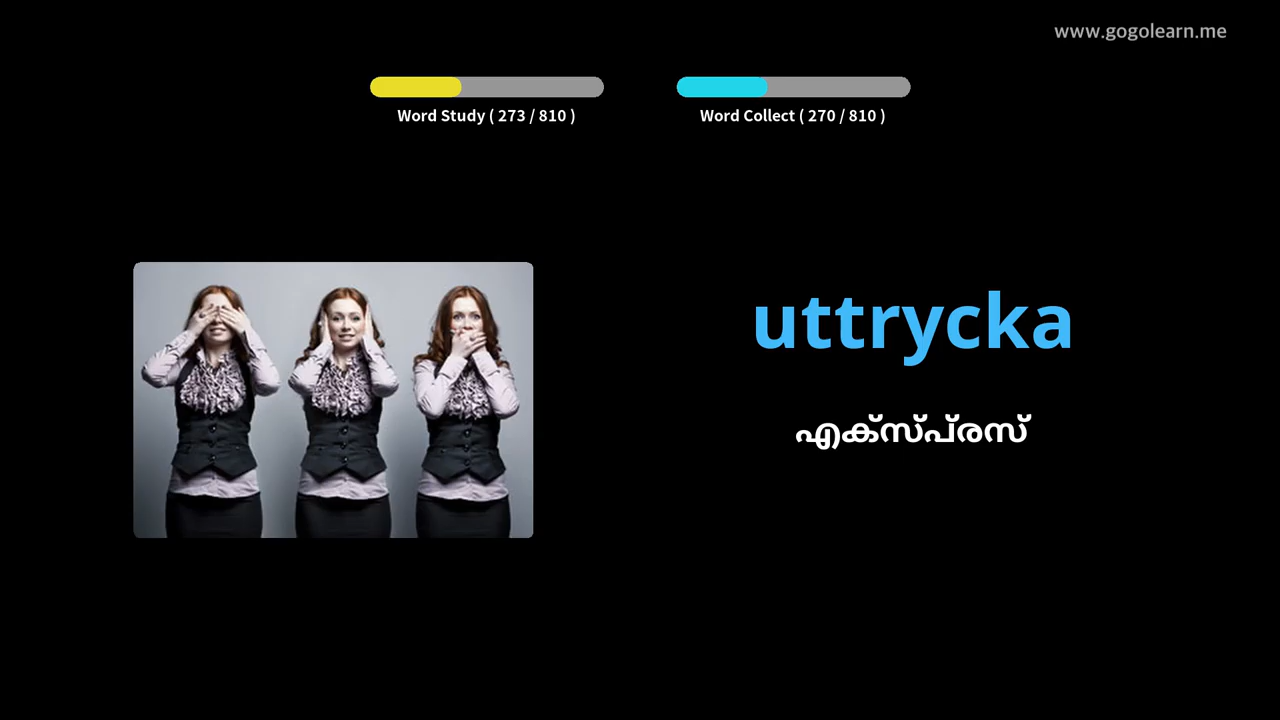 www.gogolearn.me
Word Study ( 273 / 810 )
Word Collect ( 270 / 810 )
uttrycka
എക്സ്പ്രസ്